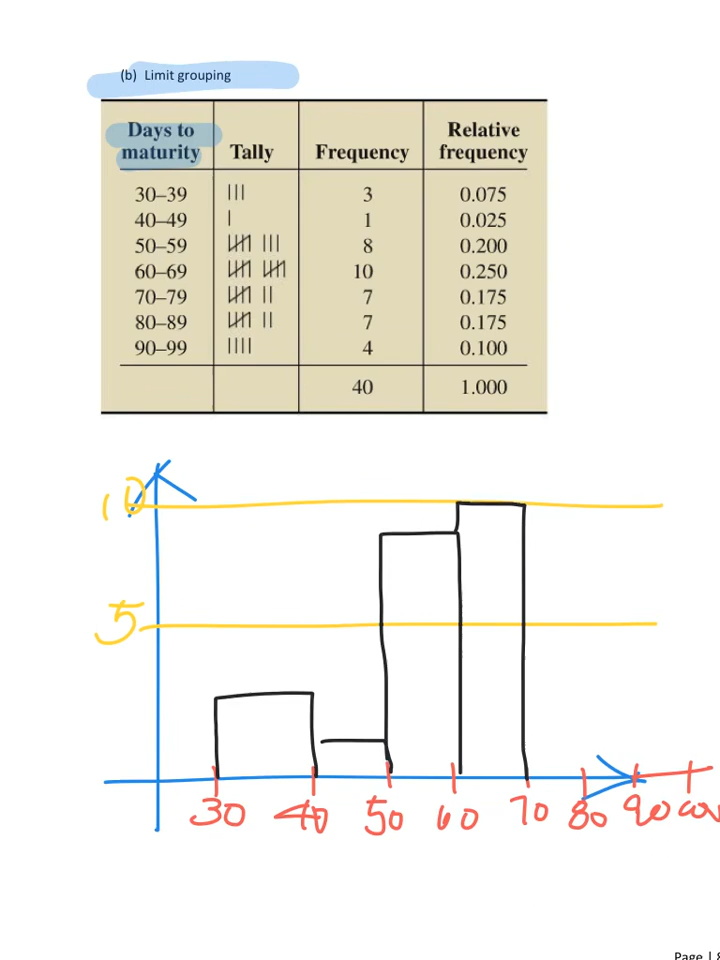 (b) Limit grouping
Days to maturity Tally Frequency Relative frequency
30–39 3 0.075
40–49 1 0.025
50–59 8 0.200
60–69 10 0.250
70–79 7 0.175
80–89 7 0.175
90–99 4 0.100
40 1.000
10
5
30 40 50 60 70 80 90
Page | 8